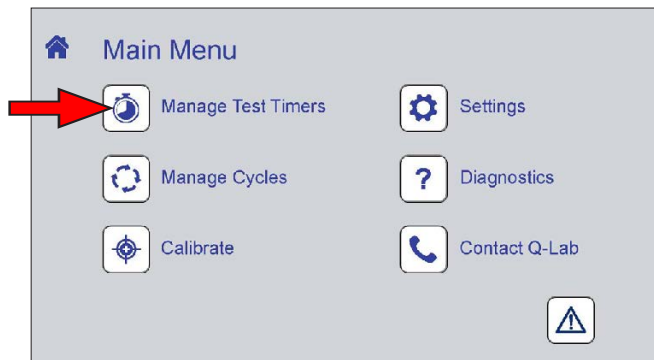 Main Menu
Manage Test Timers
Settings
Manage Cycles
? Diagnostics
Calibrate
Contact Q-Lab